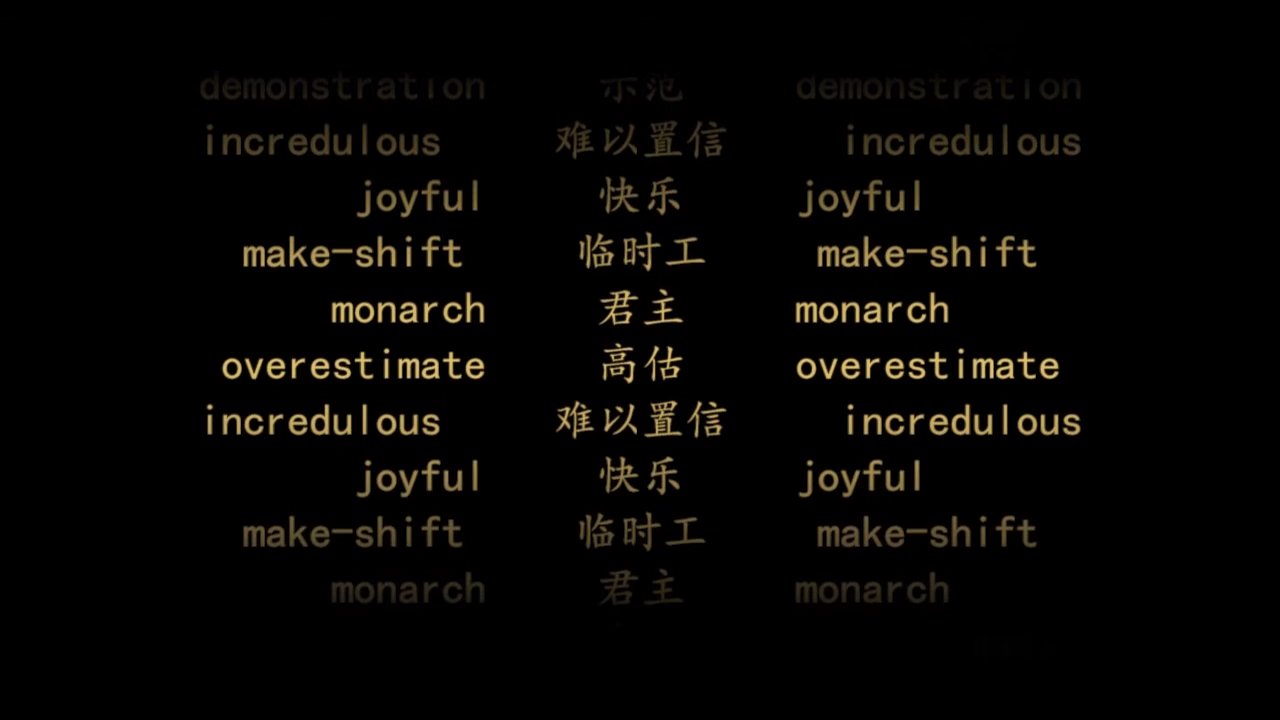 demonstration 示范 demonstration
incredulous 难以置信 incredulous
joyful 快乐 joyful
make-shift 临时工 make-shift
monarch 君主 monarch
overestimate 高估 overestimate
incredulous 难以置信 incredulous
joyful 快乐 joyful
make-shift 临时工 make-shift
monarch 君主 monarch